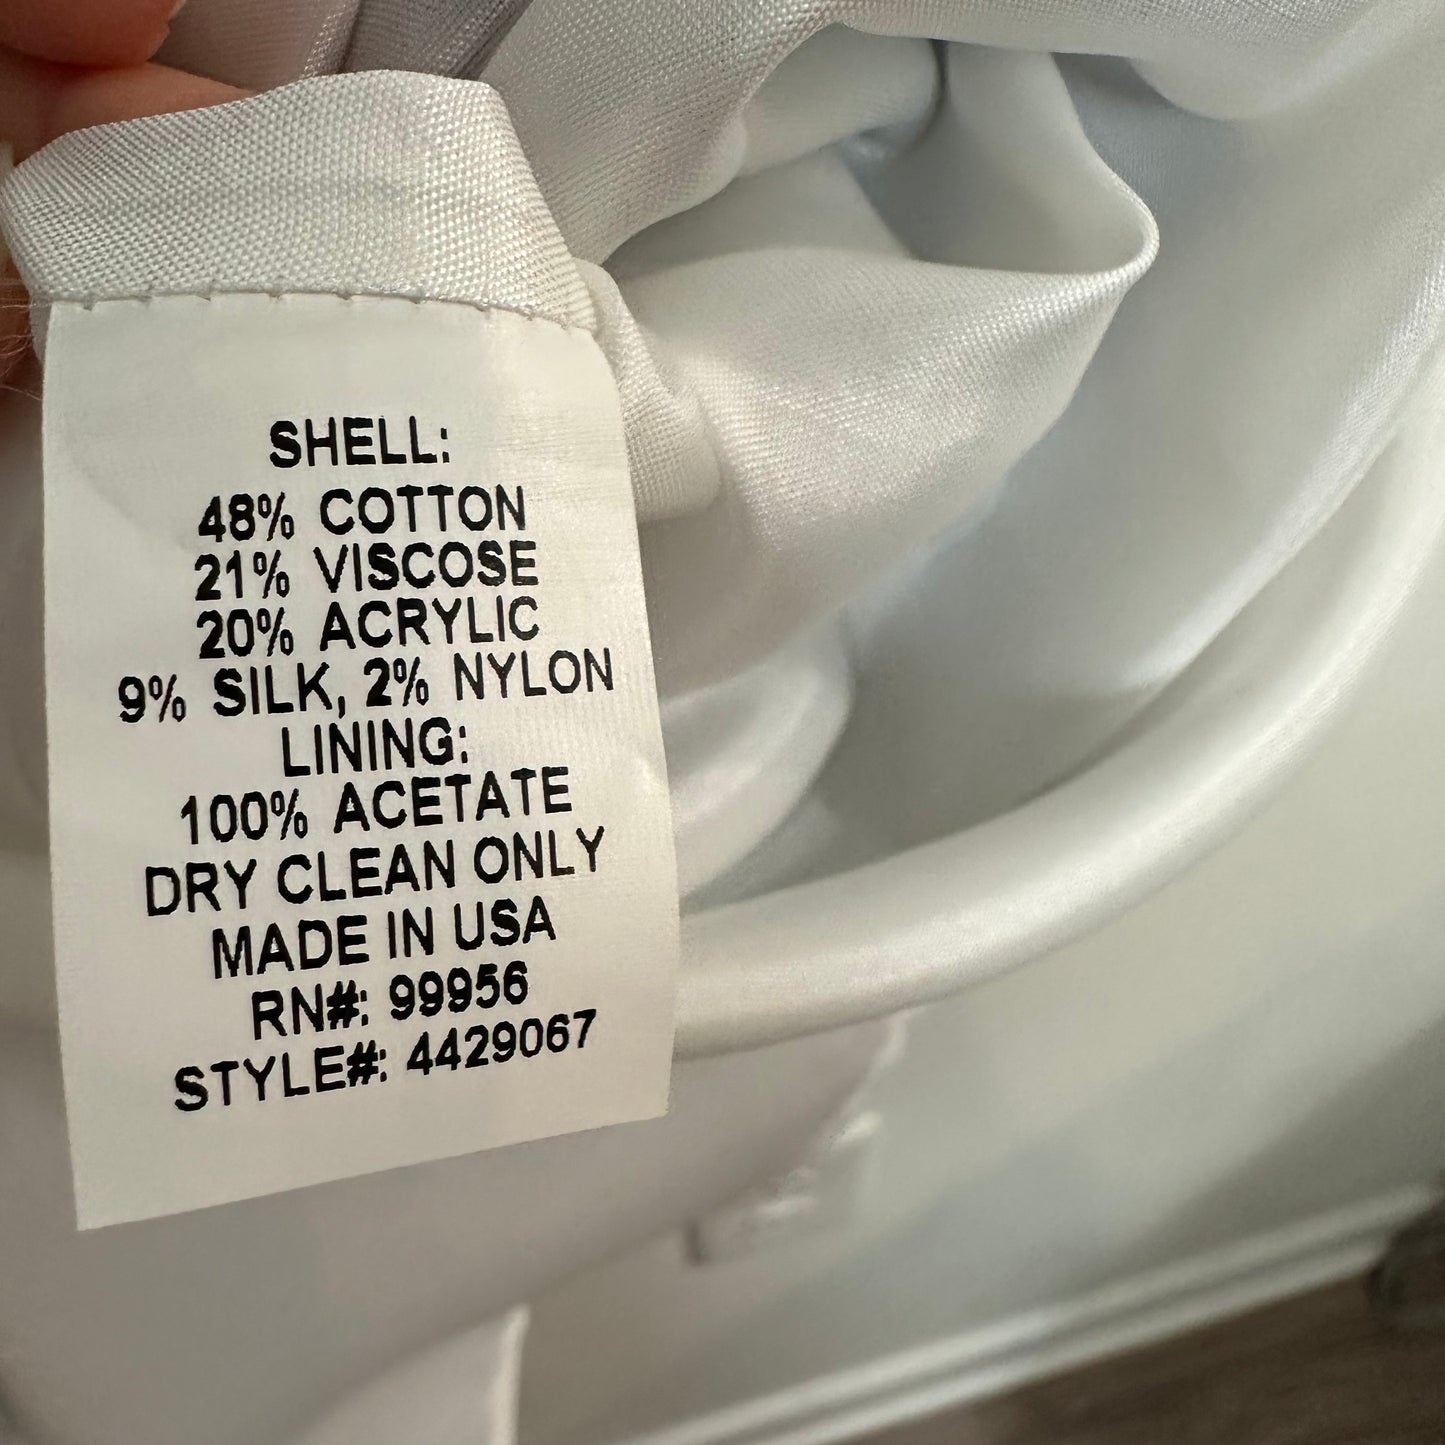 SHELL:
48% COTTON
21% VISCOSE
20% ACRYLIC
9% SILK, 2% NYLON
LINING:
100% ACETATE
DRY CLEAN ONLY
MADE IN USA
RN#: 99956
STYLE#: 4429067